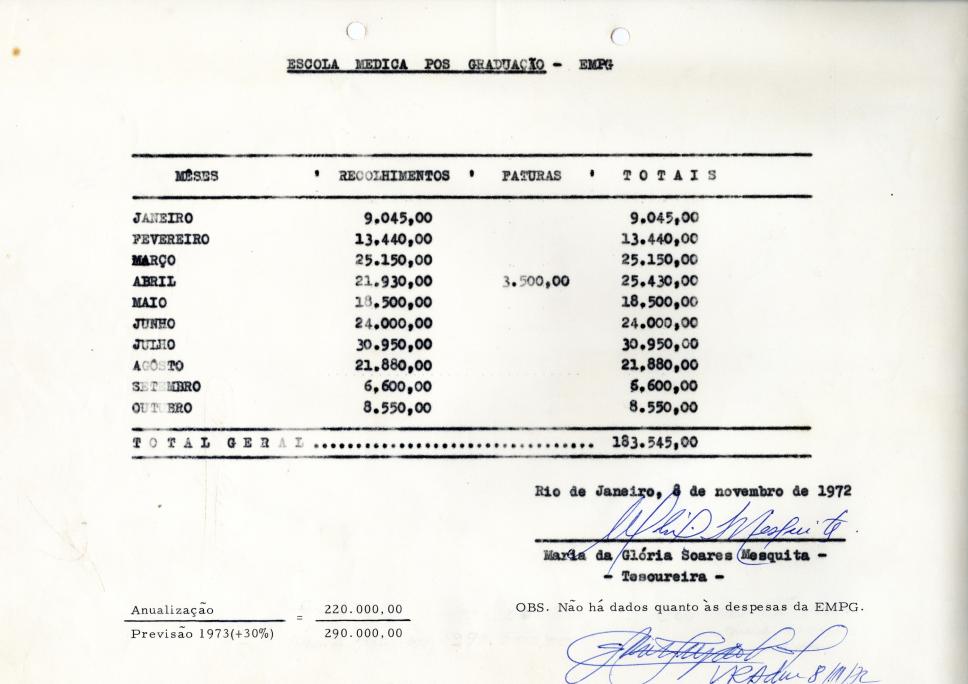 ESCOLA MEDICA POS GRADUAÇÃO - EMPG
MÊSES ' RECOLHIMENTOS ' FATURAS ' T O T A I S
JANEIRO 9.045,00 9.045,00
FEVEREIRO 13.440,00 13.440,00
MARÇO 25.150,00 25.150,00
ABRIL 21.930,00 3.500,00 25.430,00
MAIO 18,500,00 18,500,00
JUNHO 24.000,00 24.000,00
JULHO 30.950,00 30.950,00
AGÔSTO 21.880,00 21,880,00
SETEMBRO 6,600,00 6,600,00
OUTUBRO 8.550,00 8.550,00
T O T A L G E R A L ................................ 183.545,00
Rio de Janeiro, 8 de novembro de 1972
Mesquita
Maria da Glória Soares Mesquita -
- Tesoureira -
Anualização = 220.000,00
Previsão 1973(+30%) 290.000,00
OBS. Não há dados quanto às despesas da EMPG.
8/11/72